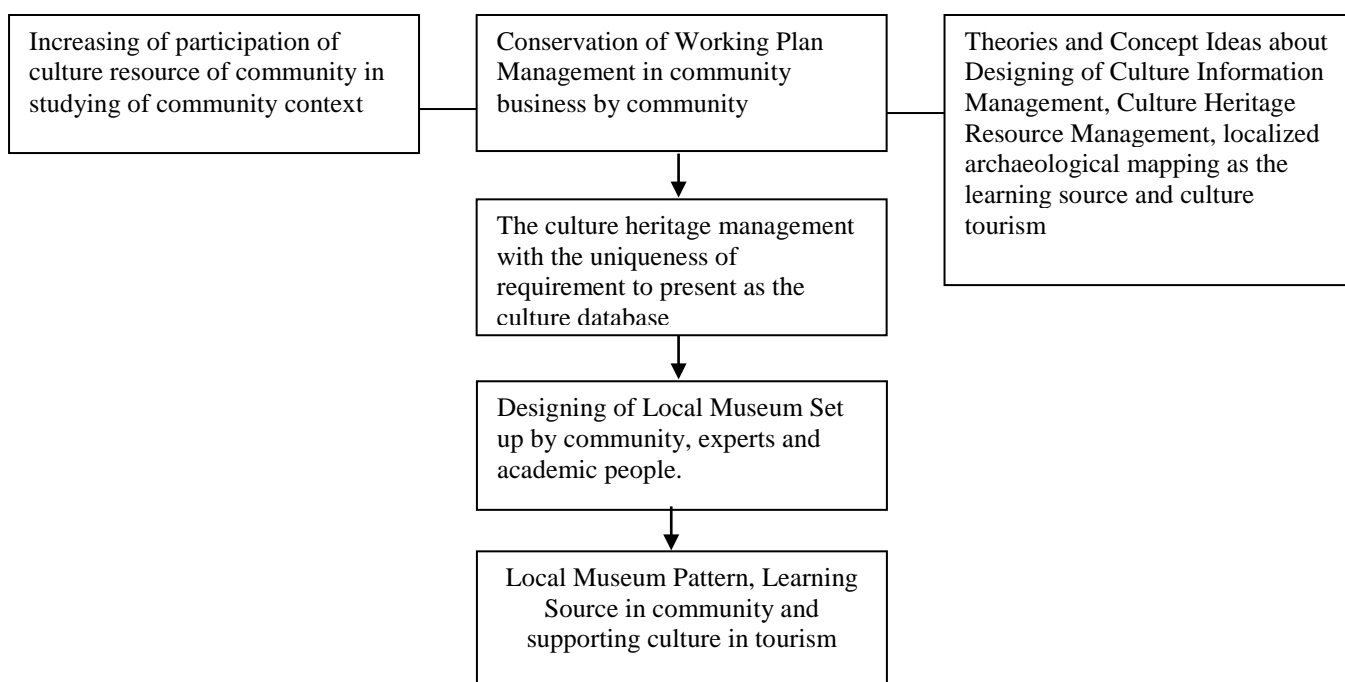 Increasing of participation of
culture resource of community in
studying of community context
Conservation of Working Plan
Management in community
business by community
Theories and Concept Ideas about
Designing of Culture Information
Management, Culture Heritage
Resource Management, localized
archaeological mapping as the
learning source and culture
tourism
The culture heritage management
with the uniqueness of
requirement to present as the
culture database
Designing of Local Museum Set
up by community, experts and
academic people.
Local Museum Pattern, Learning
Source in community and
supporting culture in tourism